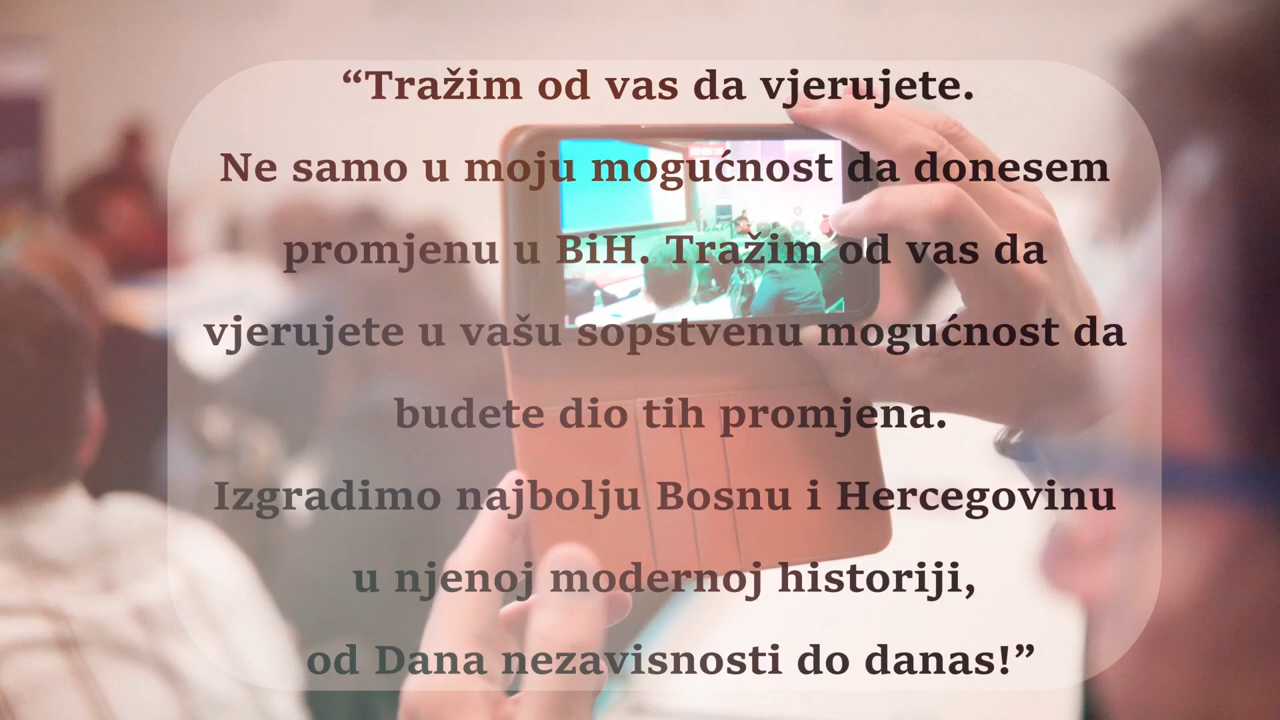 “Tražim od vas da vjerujete.
Ne samo u moju mogućnost da donesem
promjenu u BiH. Tražim od vas da
vjerujete u vašu sopstvenu mogućnost da
budete dio tih promjena.
Izgradimo najbolju Bosnu i Hercegovinu
u njenoj modernoj historiji,
od Dana nezavisnosti do danas!”